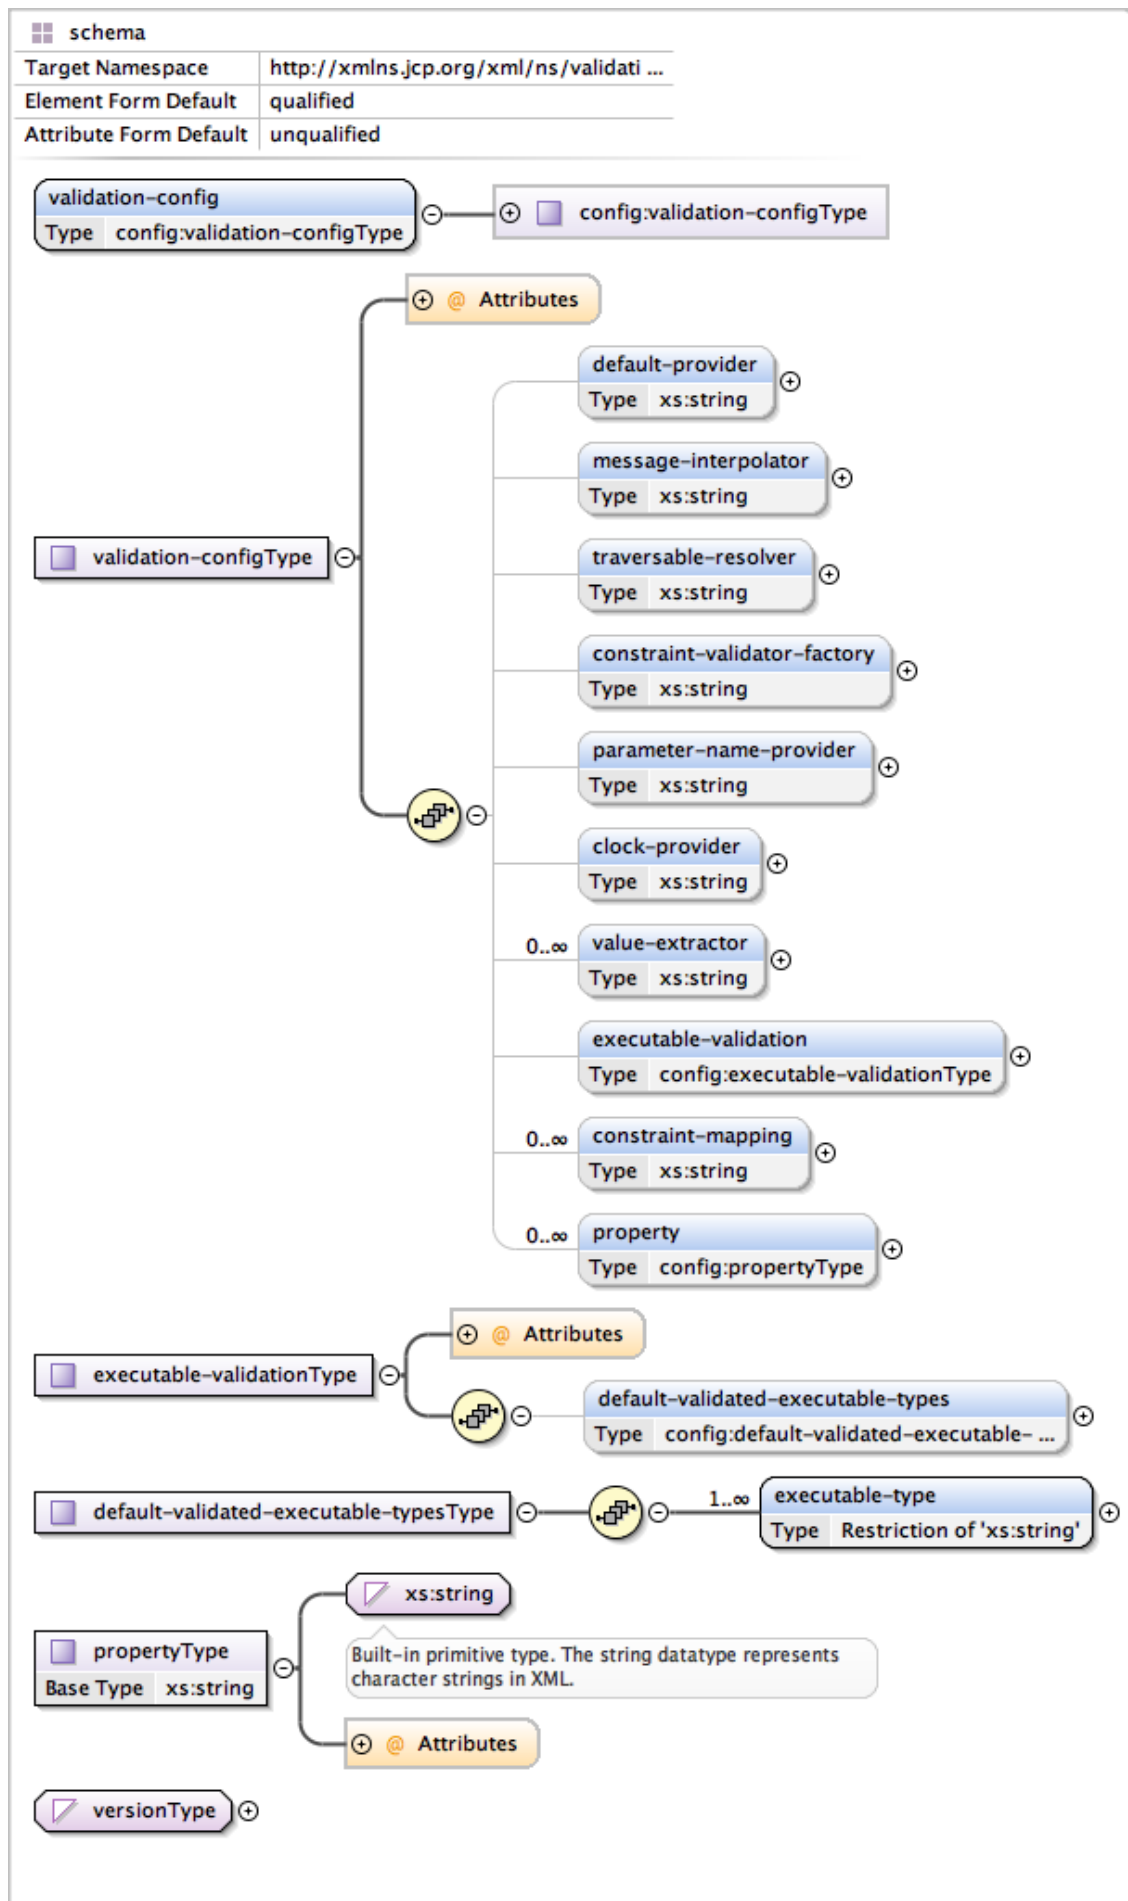 schema
Target Namespace http://xmlns.jcp.org/xml/ns/validati ...
Element Form Default qualified
Attribute Form Default unqualified
validation-config
Type config:validation-configType
config:validation-configType
@ Attributes
default-provider
Type xs:string
message-interpolator
Type xs:string
traversable-resolver
Type xs:string
validation-configType
constraint-validator-factory
Type xs:string
parameter-name-provider
Type xs:string
clock-provider
Type xs:string
0..∞ value-extractor
Type xs:string
executable-validation
Type config:executable-validationType
0..∞ constraint-mapping
Type xs:string
0..∞ property
Type config:propertyType
@ Attributes
executable-validationType
default-validated-executable-types
Type config:default-validated-executable- ...
default-validated-executable-typesType
1..∞ executable-type
Type Restriction of 'xs:string'
xs:string
Built-in primitive type. The string datatype represents
character strings in XML.
propertyType
Base Type xs:string
@ Attributes
versionType